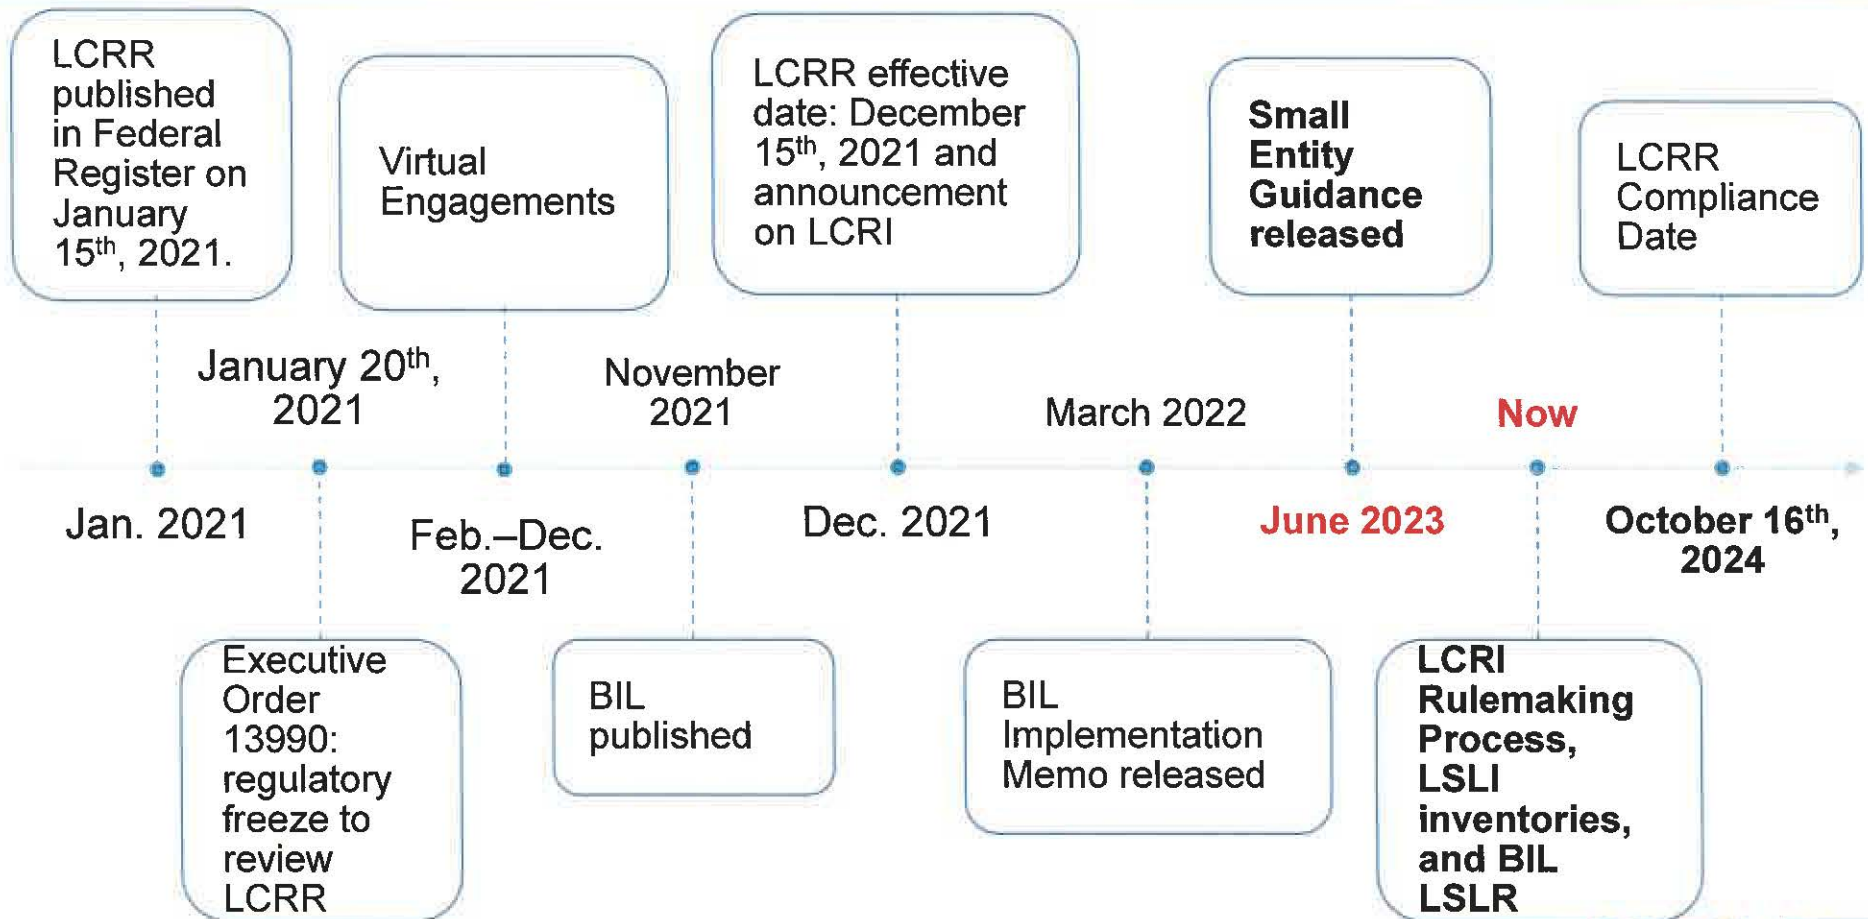 LCRR
published
in Federal
Register on
January
15th, 2021.
Virtual
Engagements
LCRR effective
date: December
15th, 2021 and
announcement
on LCRI
Small
Entity
Guidance
released
LCRR
Compliance
Date
January 20th,
2021
November
2021
March 2022
Now
Jan. 2021
Feb.–Dec.
2021
Dec. 2021
June 2023
October 16th,
2024
Executive
Order
13990:
regulatory
freeze to
review
LCRR
BIL
published
BIL
Implementation
Memo released
LCRI
Rulemaking
Process,
LSLI
inventories,
and BIL
LSLR